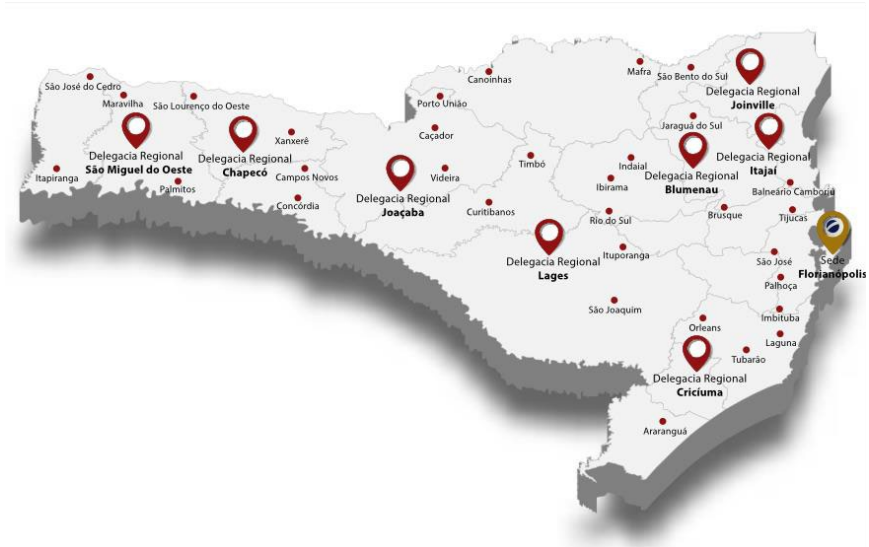 Canoinhas
Mafra
São Bento do Sul
São José do Cedro
Maravilha
São Lourenço do Oeste
Porto União
Delegacia Regional
Joinville
Jaraguá do Sul
Caçador
Xanxerê
Delegacia Regional
São Miguel do Oeste
Delegacia Regional
Chapecó
Delegacia Regional
Itajaí
Timbó
Indaial
Itapiranga
Palmitos
Campos Novos
Videira
Ibirama
Delegacia Regional
Blumenau
Balneário Camboriú
Concórdia
Delegacia Regional
Joaçaba
Curitibanos
Rio do Sul
Brusque
Tijucas
Delegacia Regional
Lages
Ituporanga
São José
Sede
Florianópolis
Palhoça
São Joaquim
Imbituba
Orleans
Laguna
Tubarão
Delegacia Regional
Cricíuma
Araranguá